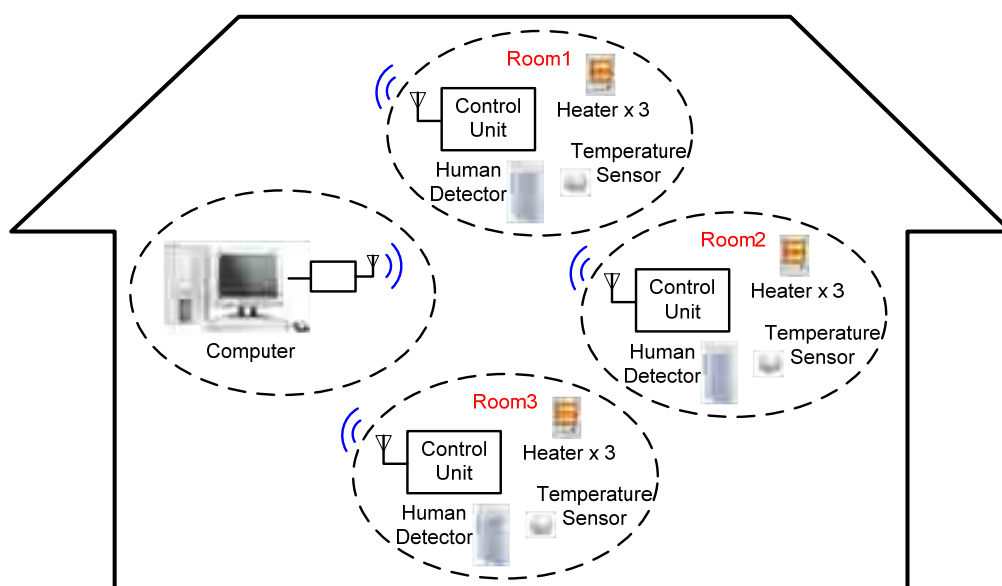 Room1
Control
Unit
Heater x 3
Human
Detector
Temperature
Sensor
Computer
Room2
Control
Unit
Heater x 3
Human
Detector
Temperature
Sensor
Room3
Control
Unit
Heater x 3
Human
Detector
Temperature
Sensor